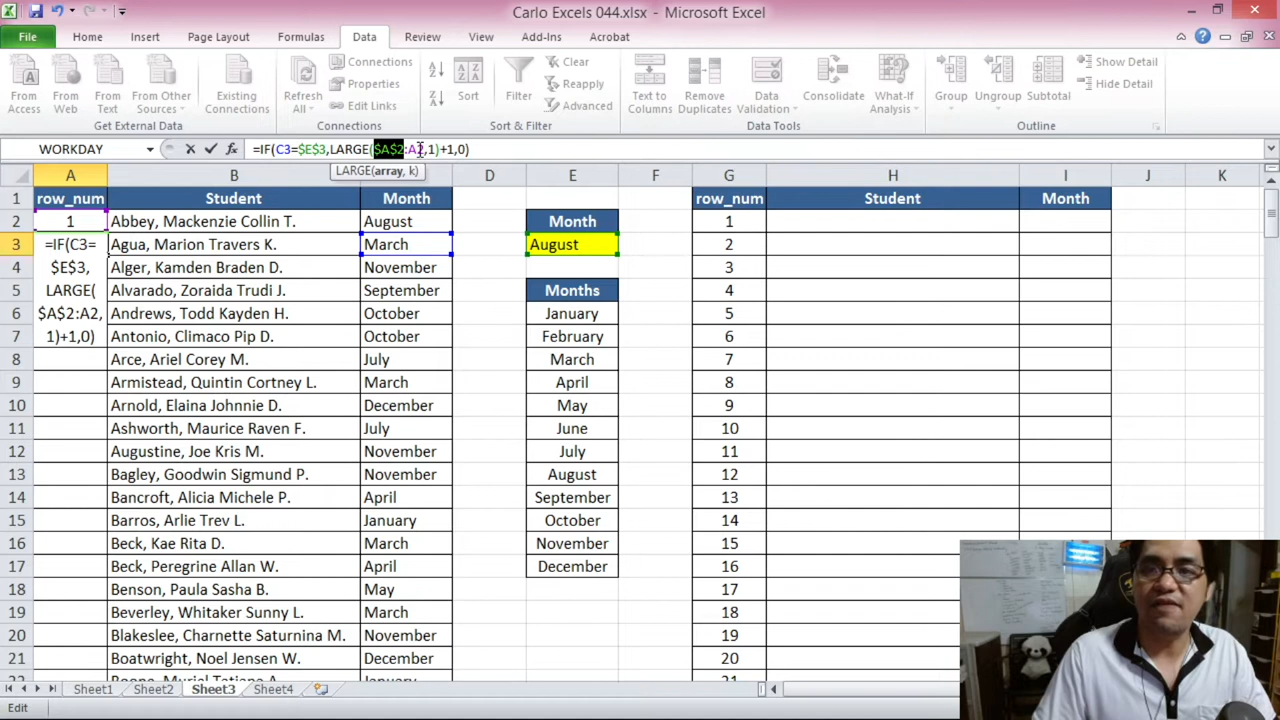 Carlo Excels 044.xlsx - Microsoft Excel
File Home Insert Page Layout Formulas Data Review View Add-Ins Acrobat
From Access
From Web
From Text
From Other Sources
Get External Data
Existing Connections
Refresh All
Connections
Properties
Edit Links
Connections
Sort
Filter
Clear
Reapply
Advanced
Sort & Filter
Text to Columns
Remove Duplicates
Data Validation
Consolidate
What-If Analysis
Data Tools
Group
Ungroup
Subtotal
Show Detail
Hide Detail
Outline
WORKDAY =IF(C3=$E$3,LARGE($A$2:A2,1)+1,0)
LARGE(array, k)
A B C D E F G H I J K
1 row_num Student Month row_num Student Month
2 1 Abbey, Mackenzie Collin T. August Month 1
3 =IF(C3= Agua, Marion Travers K. March August 2
4 $E$3, Alger, Kamden Braden D. November 3
5 LARGE( Alvarado, Zoraida Trudi J. September Months 4
6 $A$2:A2, Andrews, Todd Kayden H. October January 5
7 1)+1,0) Antonio, Climaco Pip D. October February 6
8 Arce, Ariel Corey M. July March 7
9 Armistead, Quintin Cortney L. March April 8
10 Arnold, Elaina Johnnie D. December May 9
11 Ashworth, Maurice Raven F. July June 10
12 Augustine, Joe Kris M. November July 11
13 Bagley, Goodwin Sigmund P. November August 12
14 Bancroft, Alicia Michele P. April September 13
15 Barros, Arlie Trev L. January October 14
16 Beck, Kae Rita D. March November 15
17 Beck, Peregrine Allan W. April December 16
18 Benson, Paula Sasha B. May 17
19 Beverley, Whitaker Sunny L. March 18
20 Blakeslee, Charnette Saturnina M. November 19
21 Boatwright, Noel Jensen W. December 20
Sheet1 Sheet2 Sheet3 Sheet4
Edit